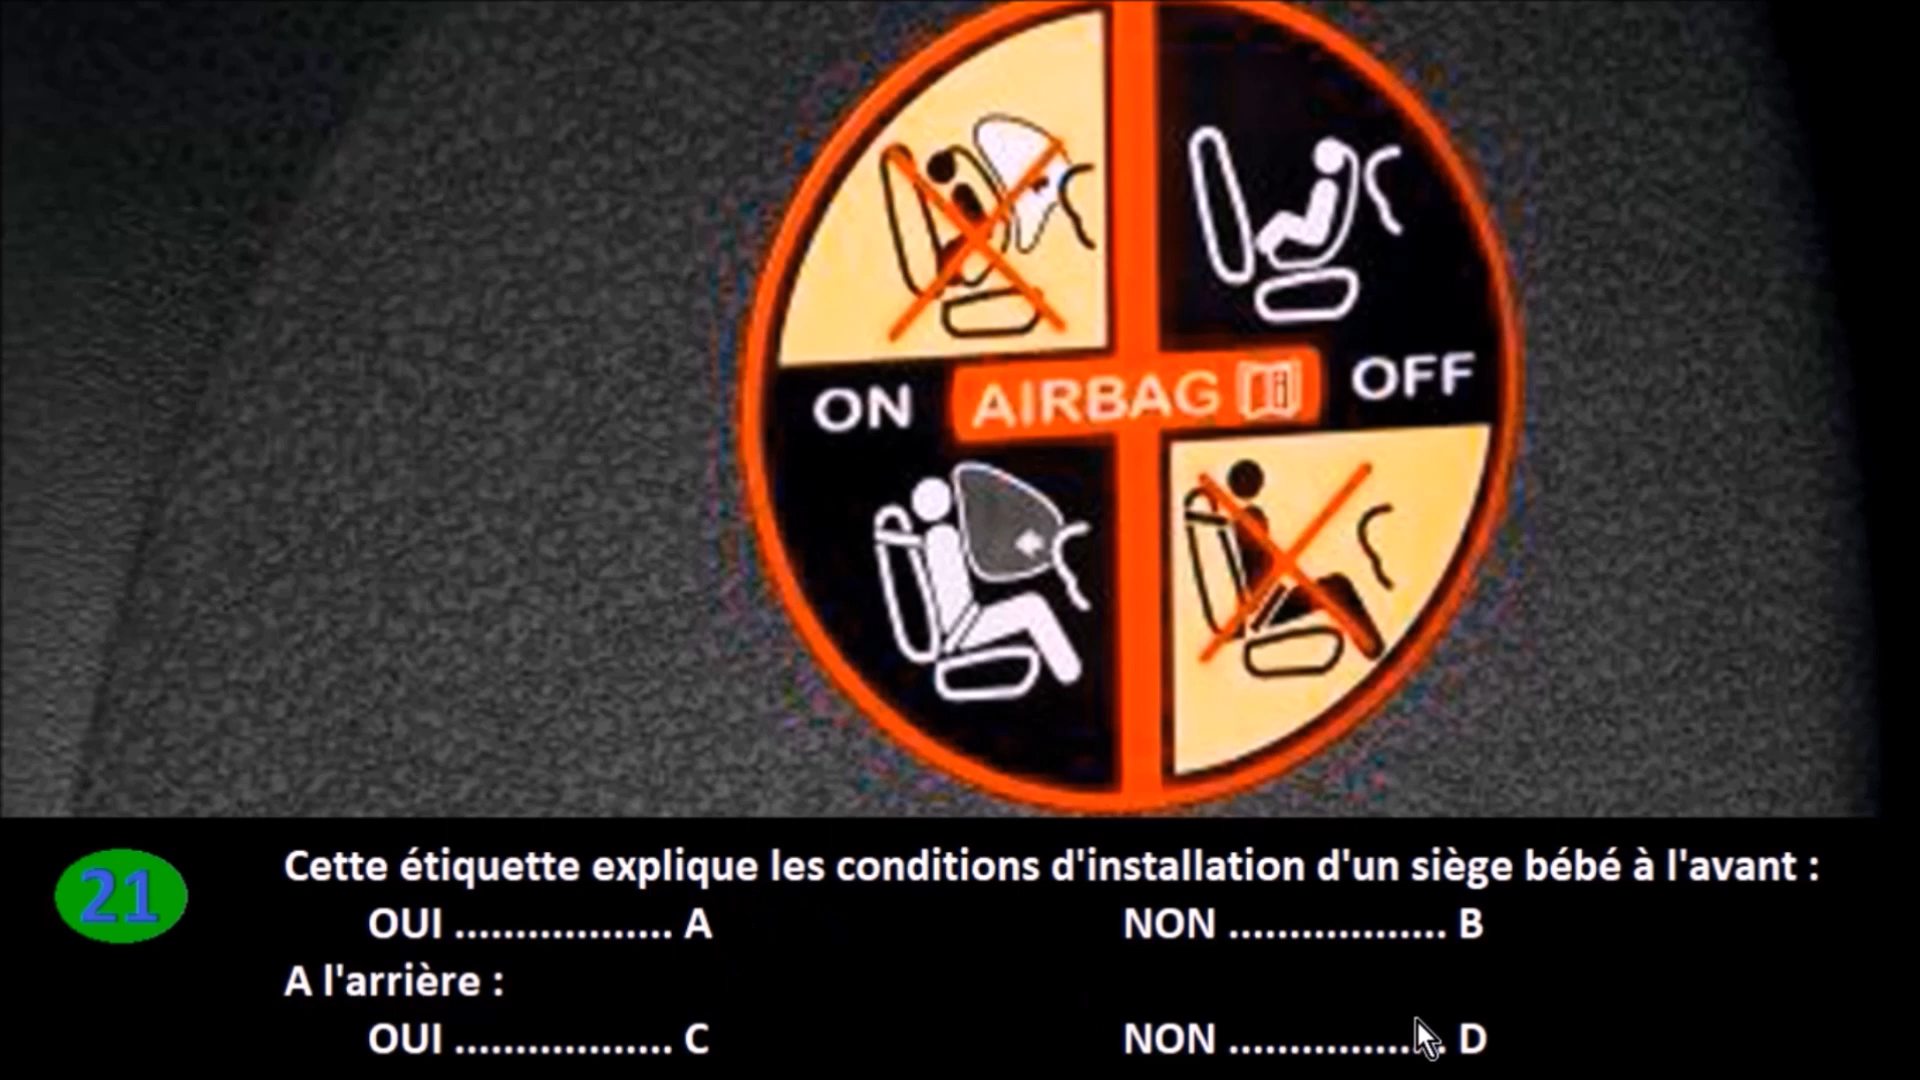 ON AIRBAG OFF
21
Cette étiquette explique les conditions d'installation d'un siège bébé à l'avant :
OUI .................. A NON .................. B
A l'arrière :
OUI .................. C NON .................. D